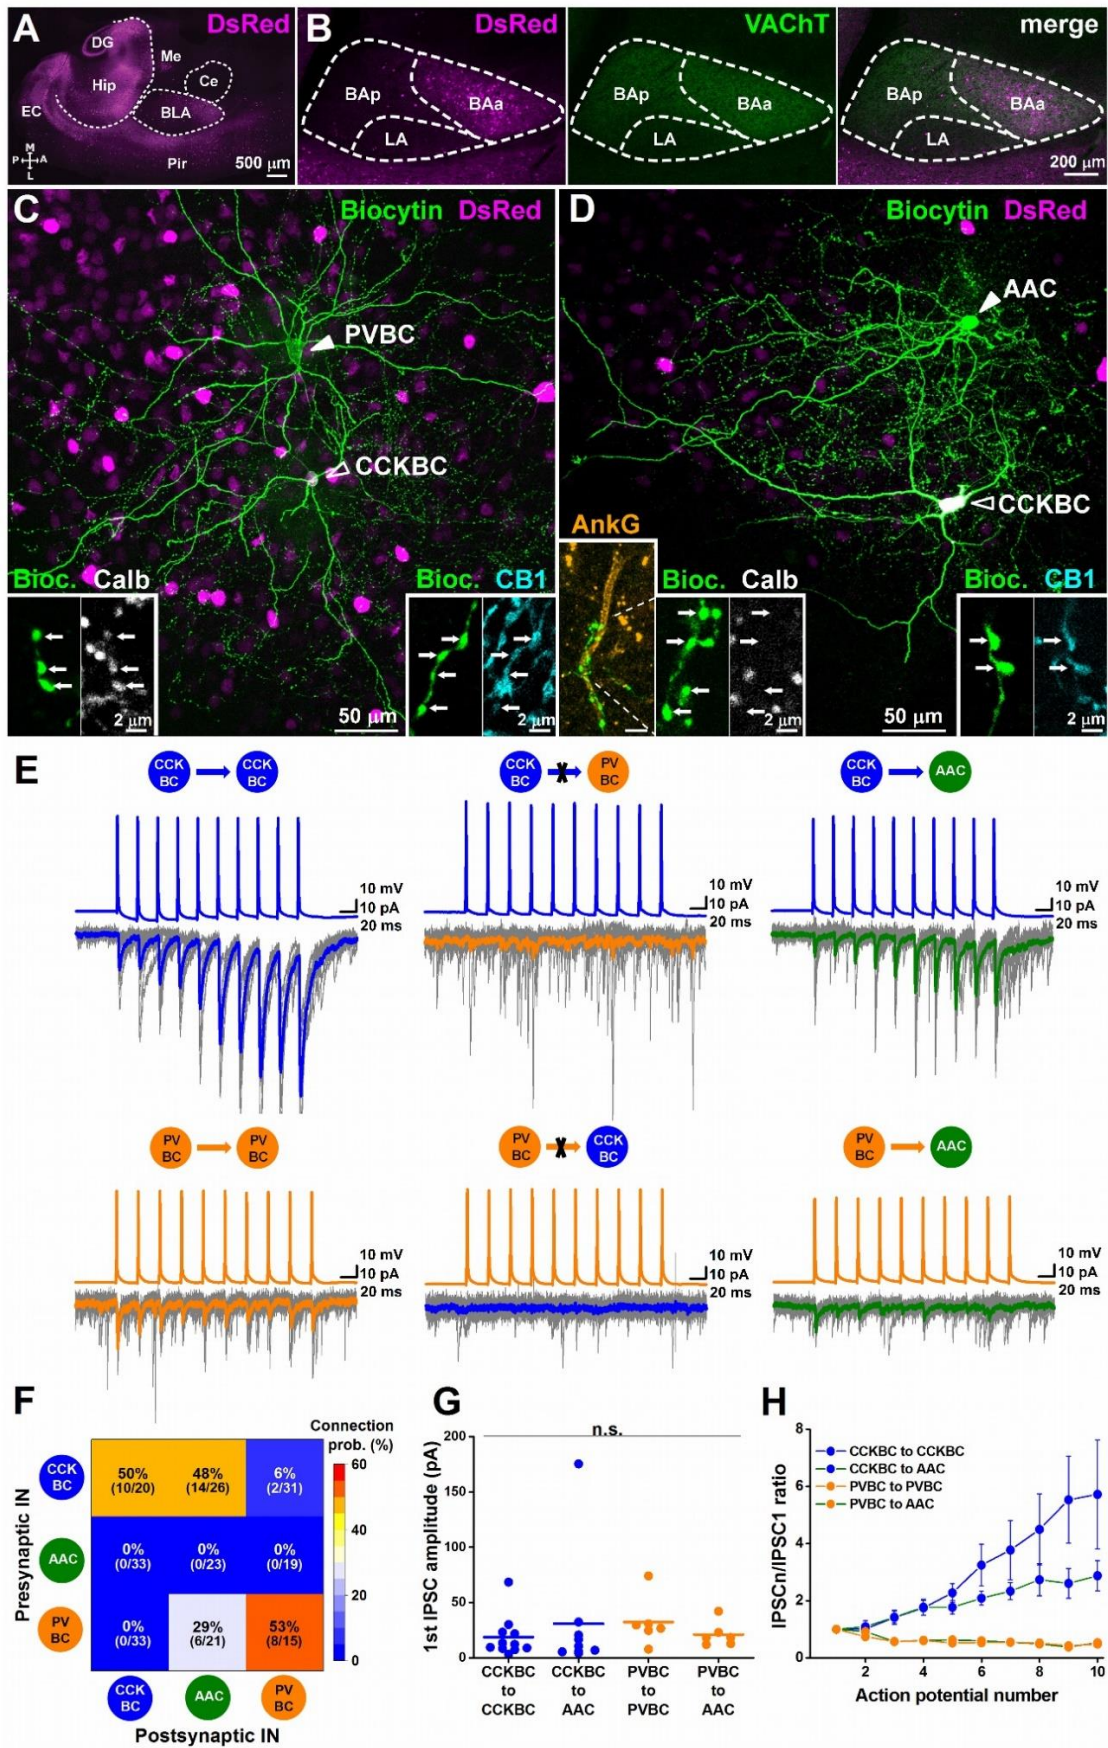 A
DsRed
DG
Me
Hip
Ce
EC
BLA
M
P A
L
Pir
500 μm
B
DsRed
BAp
BAa
LA
VAChT
BAp
BAa
LA
merge
BAp
BAa
LA
200 μm
C
Biocytin DsRed
PVBC
CCKBC
Bioc. Calb
2 μm
50 μm
Bioc. CB1
2 μm
D
Biocytin DsRed
AAC
CCKBC
AnkG
Bioc. Calb
2 μm
50 μm
Bioc. CB1
2 μm
E
CCK BC
CCK BC
10 mV
10 pA
20 ms
CCK BC
PV BC
10 mV
10 pA
20 ms
CCK BC
AAC
10 mV
10 pA
20 ms
PV BC
PV BC
10 mV
10 pA
20 ms
PV BC
CCK BC
10 mV
10 pA
20 ms
PV BC
AAC
10 mV
10 pA
20 ms
F
Connection
prob. (%)
Presynaptic IN
CCK BC
50%
(10/20)
48%
(14/26)
6%
(2/31)
AAC
0%
(0/33)
0%
(0/23)
0%
(0/19)
PV BC
0%
(0/33)
29%
(6/21)
53%
(8/15)
60
40
20
0
CCK BC
AAC
PV BC
Postsynaptic IN
G
n.s.
1st IPSC amplitude (pA)
200
150
100
50
0
CCKBC
to
CCKBC
CCKBC
to
AAC
PVBC
to
PVBC
PVBC
to
AAC
H
IPSCn/IPSC1 ratio
8
6
4
2
0
CCKBC to CCKBC
CCKBC to AAC
PVBC to PVBC
PVBC to AAC
2 4 6 8 10
Action potential number